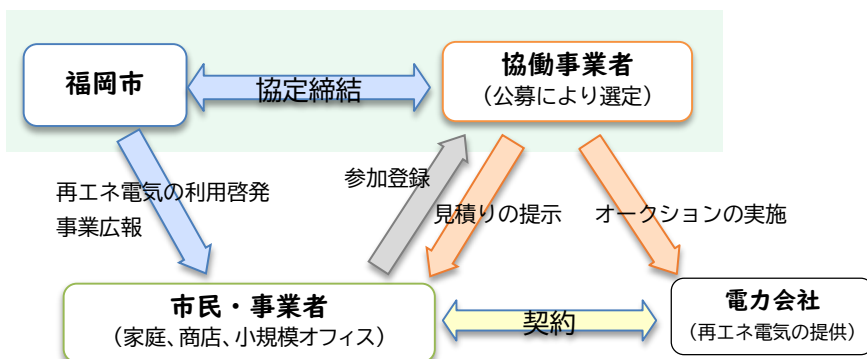 福岡市
協定締結
協働事業者
（公募により選定）
再エネ電気の利用啓発
事業広報
参加登録
見積りの提示
オークションの実施
市民・事業者
（家庭、商店、小規模オフィス）
契約
電力会社
（再エネ電気の提供）